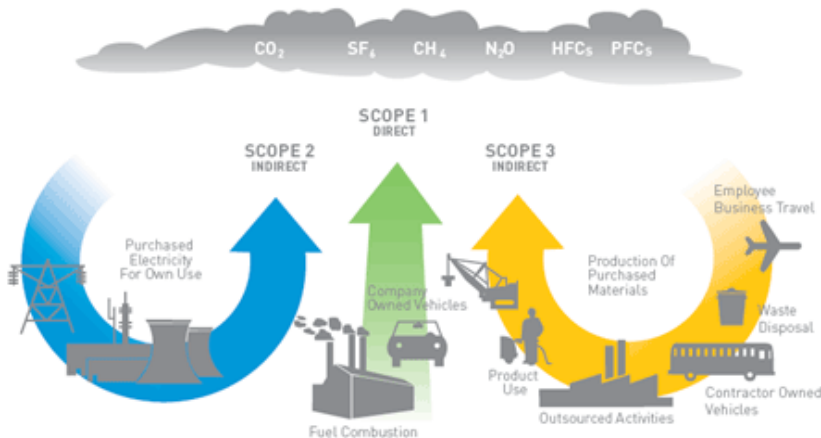 CO₂ SF₆ CH₄ N₂O HFCs PFCs
SCOPE 1
DIRECT
SCOPE 2
INDIRECT
SCOPE 3
INDIRECT
Purchased
Electricity
For Own Use
Company
Owned Vehicles
Fuel Combustion
Production Of
Purchased
Materials
Employee
Business Travel
Waste
Disposal
Product
Use
Outsourced Activities
Contractor Owned
Vehicles